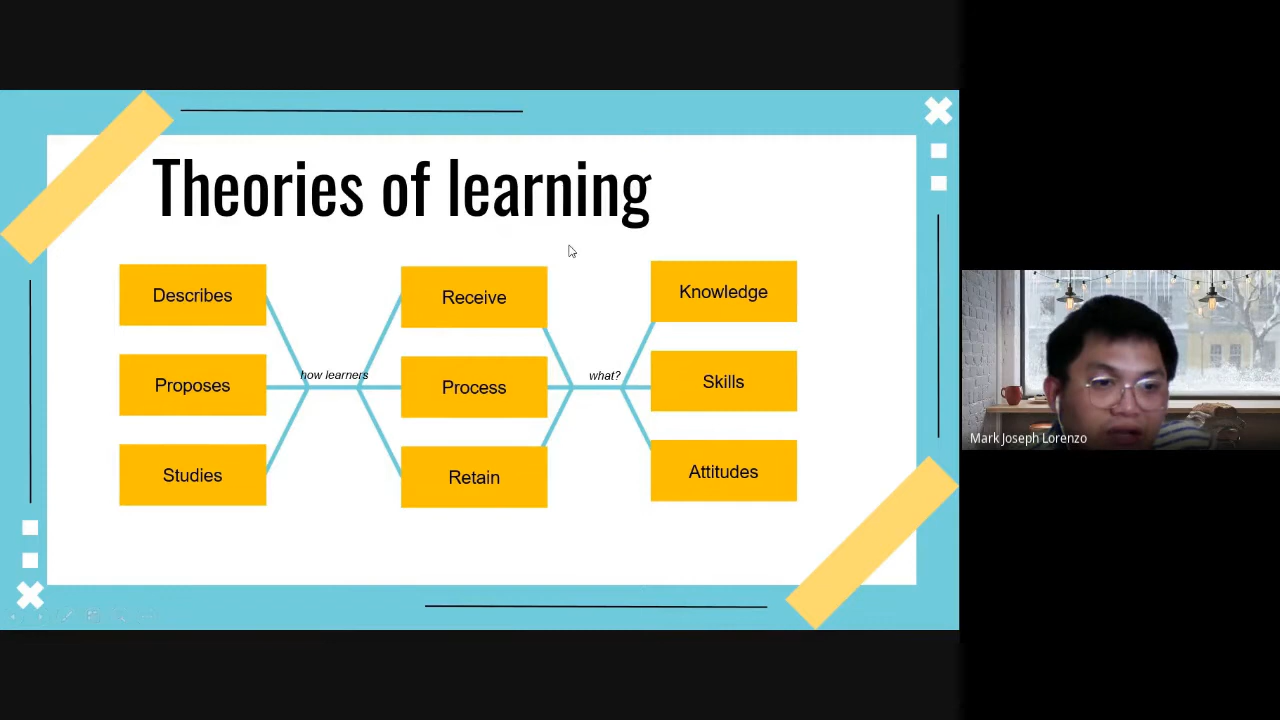 Theories of learning
Describes
Proposes
Studies
how learners
Receive
Process
Retain
what?
Knowledge
Skills
Attitudes
Mark Joseph Lorenzo